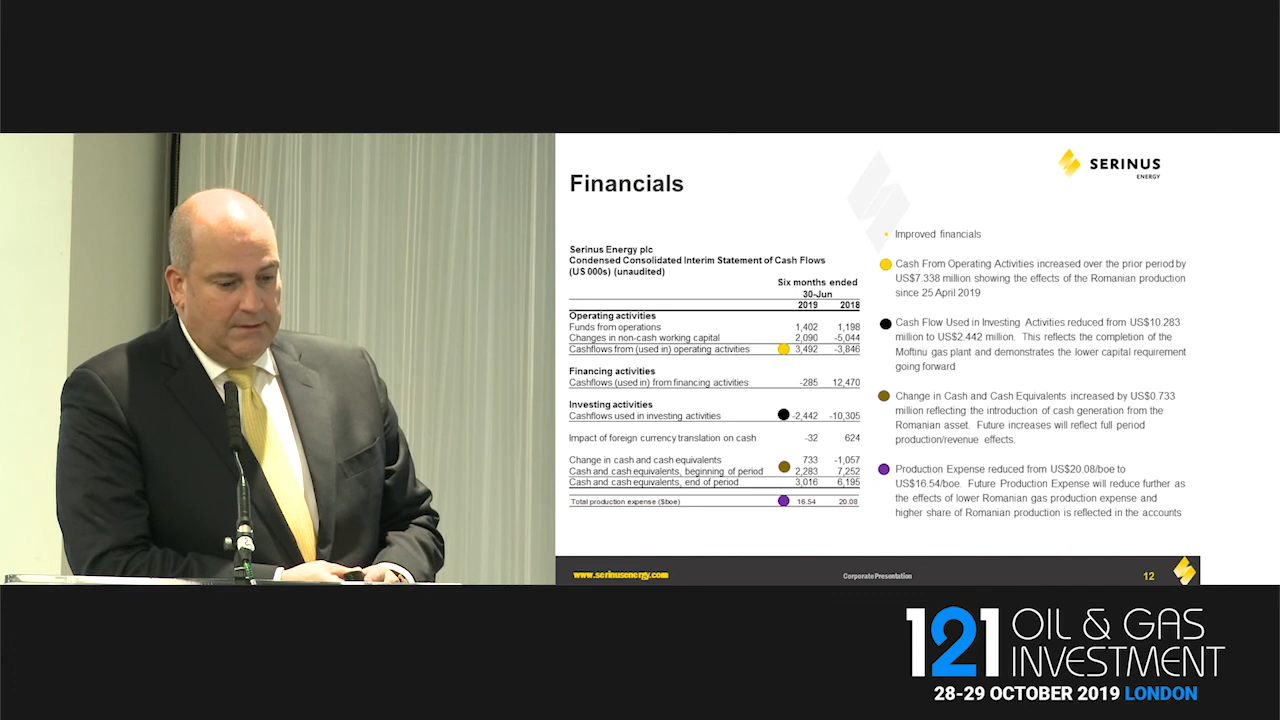 Financials
SERINUS
ENERGY
Serinus Energy plc
Condensed Consolidated Interim Statement of Cash Flows
(US 000s) (unaudited)
Six months ended
30-Jun
2019 2018
Operating activities
Funds from operations 1,402 1,198
Changes in non-cash working capital 2,090 -5,044
Cashflows from (used in) operating activities 3,492 -3,846
Financing activities
Cashflows (used in) from financing activities -285 12,470
Investing activities
Cashflows used in investing activities -2,442 -10,305
Impact of foreign currency translation on cash -32 624
Change in cash and cash equivalents 733 -1,057
Cash and cash equivalents, beginning of period 2,283 7,252
Cash and cash equivalents, end of period 3,016 6,195
Total production expense ($boe) 16.54 20.08
Improved financials
Cash From Operating Activities increased over the prior period by
US$7.338 million showing the effects of the Romanian production
since 25 April 2019
Cash Flow Used in Investing Activities reduced from US$10.283
million to US$2.442 million. This reflects the completion of the
Moftinu gas plant and demonstrates the lower capital requirement
going forward
Change in Cash and Cash Equivalents increased by US$0.733
million reflecting the introduction of cash generation from the
Romanian asset. Future increases will reflect full period
production/revenue effects.
Production Expense reduced from US$20.08/boe to
US$16.54/boe. Future Production Expense will reduce further as
the effects of lower Romanian gas production expense and
higher share of Romanian production is reflected in the accounts
www.serinusenergy.com Corporate Presentation 12
121 OIL & GAS
INVESTMENT
28-29 OCTOBER 2019 LONDON